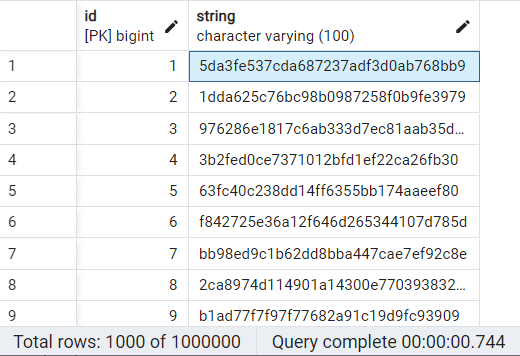 id string
[PK] bigint character varying (100)
1 1 5da3fe537cda687237adf3d0ab768bb9
2 2 1dda625c76bc98b0987258f0b9fe3979
3 3 976286e1817c6ab333d7ec81aab35d...
4 4 3b2fed0ce7371012bfd1ef22ca26fb30
5 5 63fc40c238dd14ff6355bb174aaeef80
6 6 f842725e36a12f646d265344107d785d
7 7 bb98ed9c1b62dd8bba447cae7ef92c8e
8 8 2ca8974d114901a14300e770393832...
9 9 b1ad77f7f97f77682a91c19d9fc93909
Total rows: 1000 of 1000000 Query complete 00:00:00.744